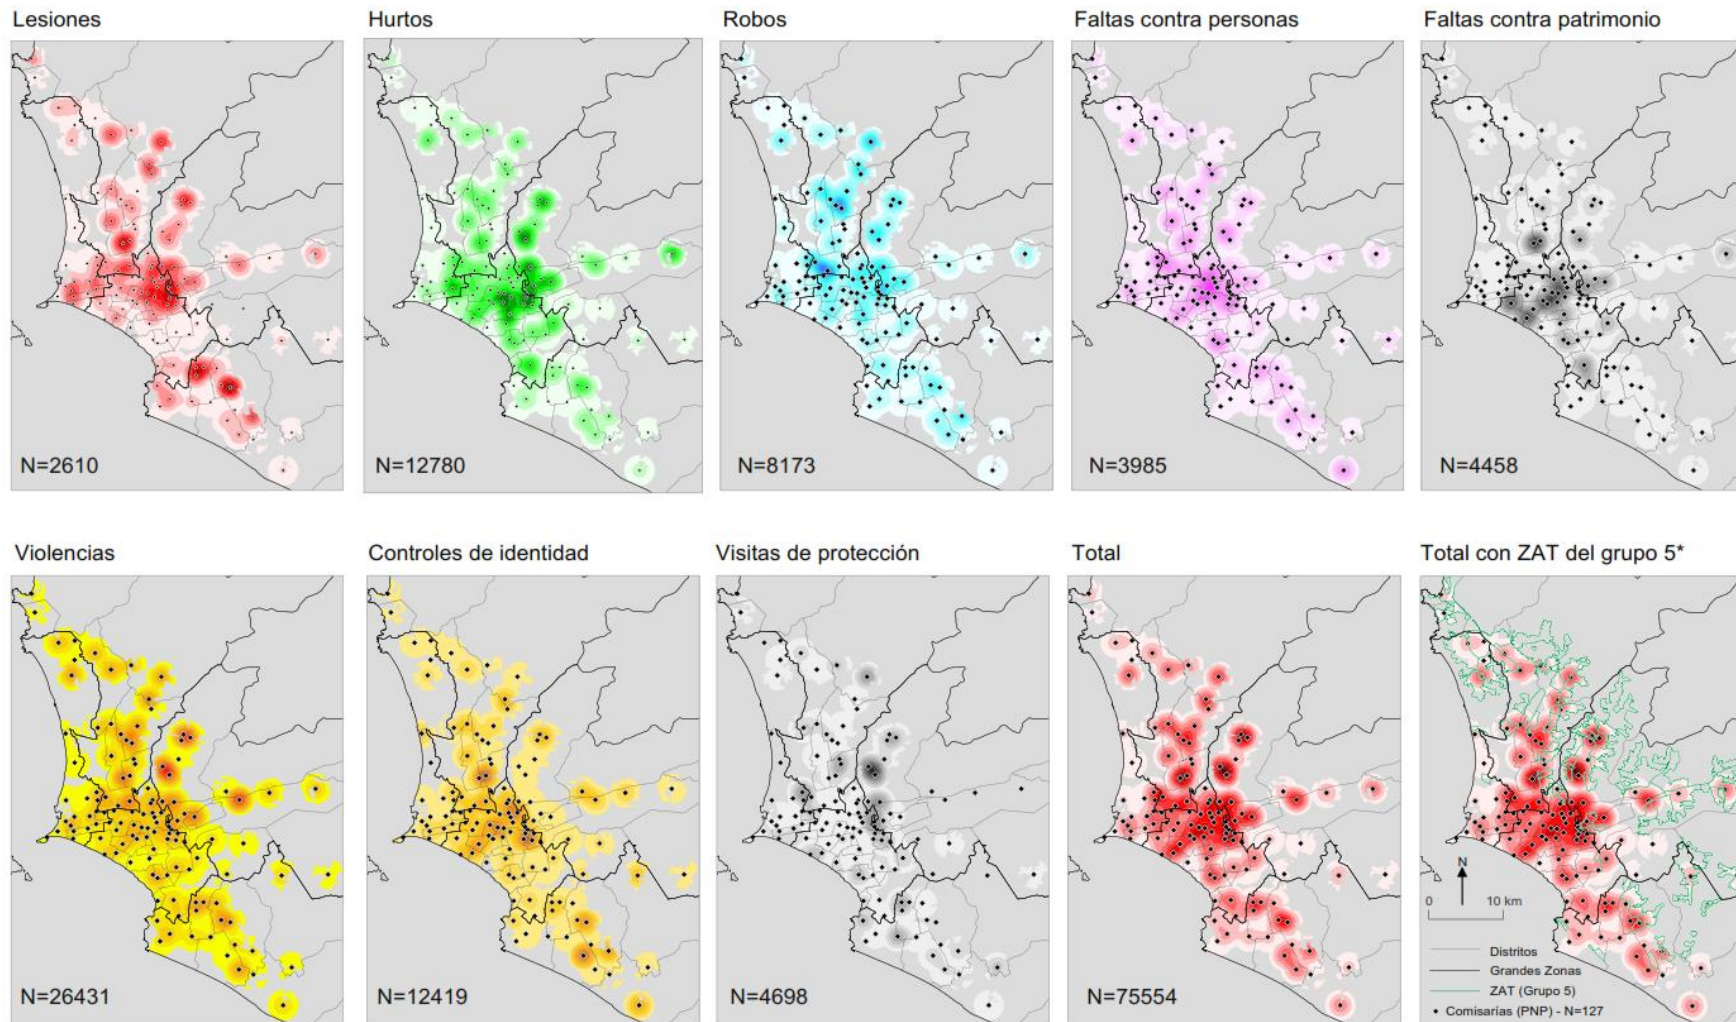 Lesiones
Hurtos
Robos
Faltas contra personas
Faltas contra patrimonio
N=2610
N=12780
N=8173
N=3985
N=4458
Violencias
Controles de identidad
Visitas de protección
Total
Total con ZAT del grupo 5*
N=26431
N=12419
N=4698
N=75554
N
0 10 km
Distritos
Grandes Zonas
ZAT (Grupo 5)
Comisarías (PNP) - N=127